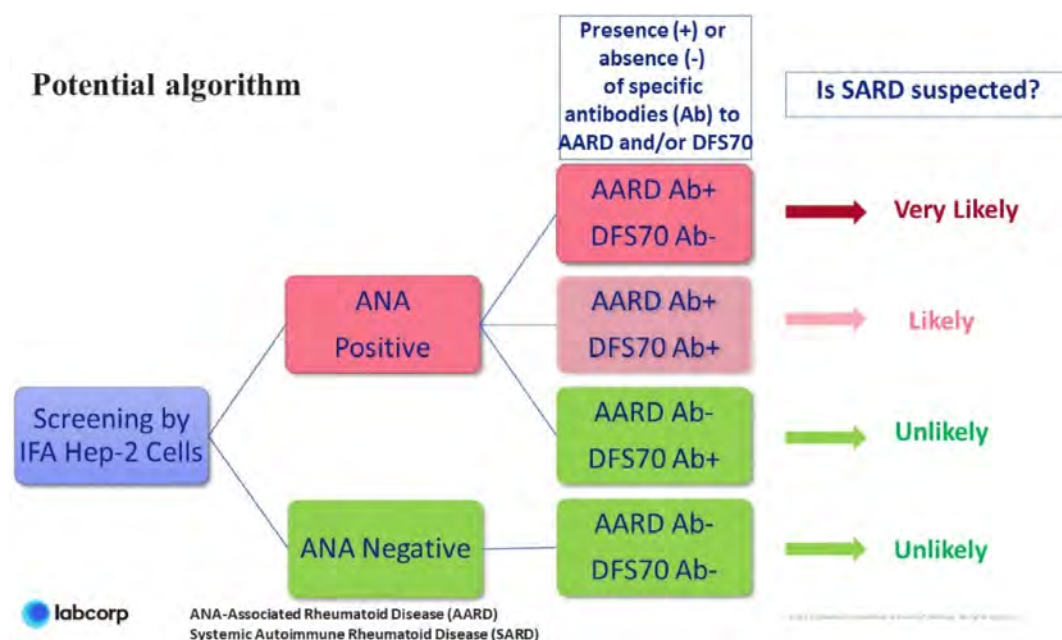 Potential algorithm
Presence (+) or
absence (-)
of specific
antibodies (Ab) to
AARD and/or DFS70
Is SARD suspected?
AARD Ab+
DFS70 Ab-
Very Likely
ANA
Positive
AARD Ab+
DFS70 Ab+
Likely
Screening by
IFA Hep-2 Cells
AARD Ab-
DFS70 Ab+
Unlikely
ANA Negative
AARD Ab-
DFS70 Ab-
Unlikely
labcorp
ANA-Associated Rheumatoid Disease (AARD)
Systemic Autoimmune Rheumatoid Disease (SARD)